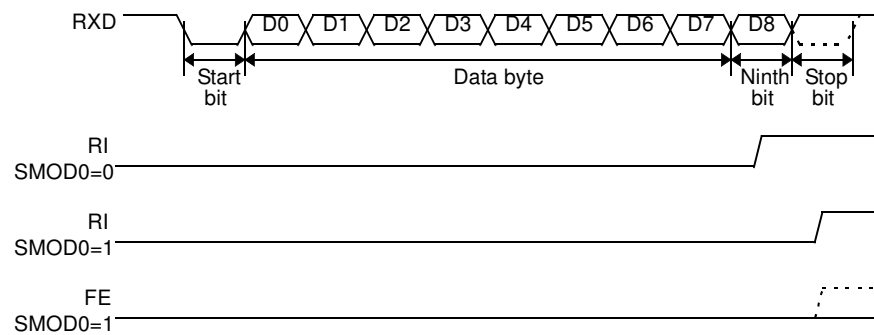 RXD D0 D1 D2 D3 D4 D5 D6 D7 D8
Start bit Data byte Ninth bit Stop bit
RI
SMOD0=0
RI
SMOD0=1
FE
SMOD0=1